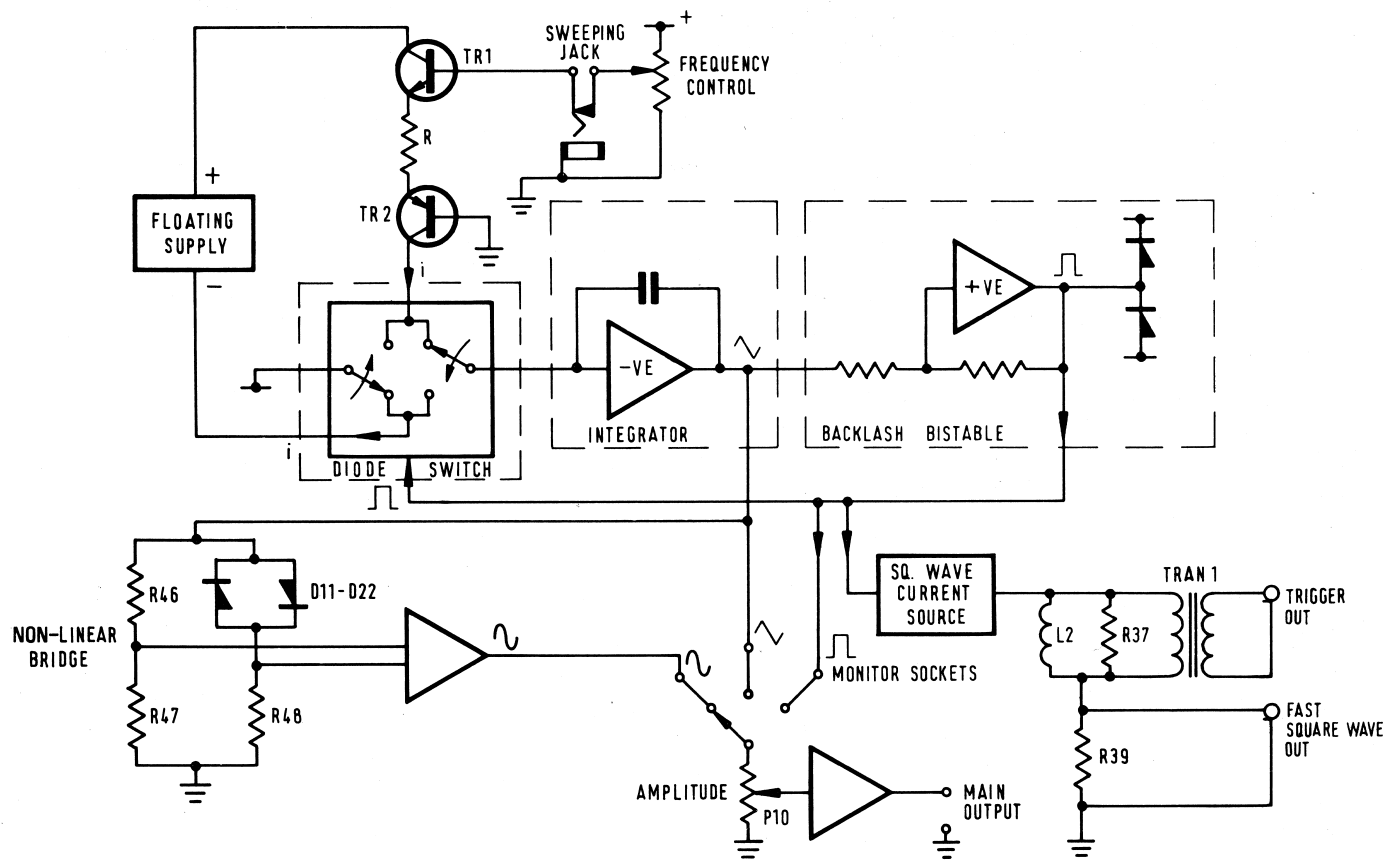 SWEEPING
JACK
+
TR1
FREQUENCY
CONTROL
R
+
FLOATING
SUPPLY
−
TR2
i
+VE
−VE
INTEGRATOR
BACKLASH BISTABLE
i
DIODE SWITCH
SQ. WAVE
CURRENT
SOURCE
TRAN 1
TRIGGER
OUT
R46
D11-D22
L2
R37
NON-LINEAR
BRIDGE
MONITOR SOCKETS
R47
R48
FAST
SQUARE WAVE
OUT
R39
AMPLITUDE
P10
MAIN
OUTPUT